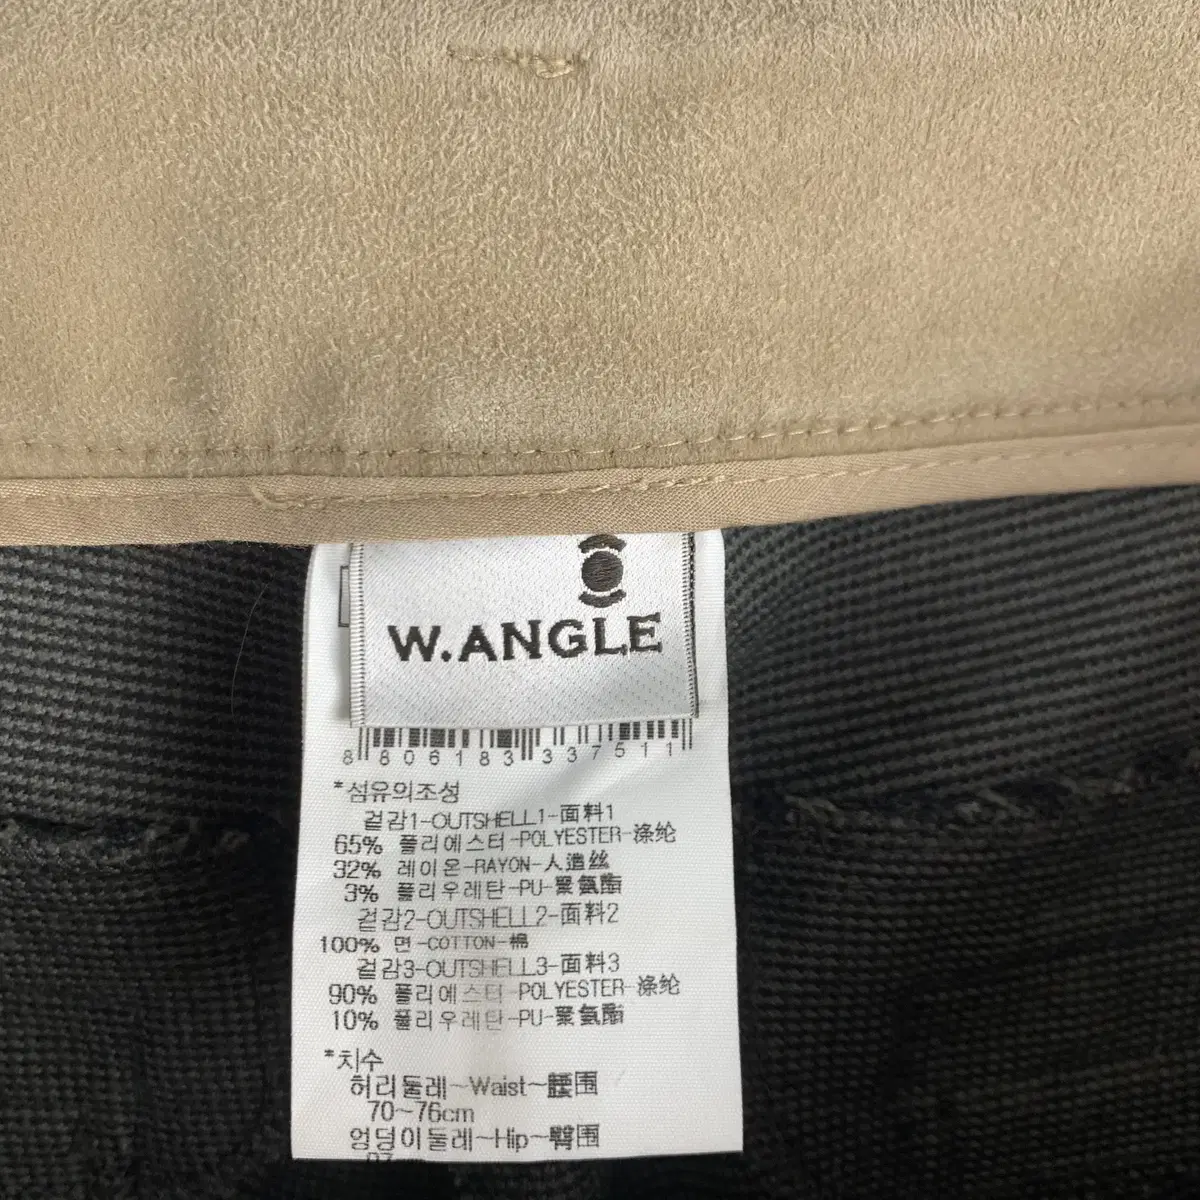 W.ANGLE
8 806183 337511
*섬유의조성
겉감1-OUTSHELL1-面料1
65% 폴리에스터-POLYESTER-涤纶
32% 레이온-RAYON-人造丝
3% 폴리우레탄-PU-聚氨酯
겉감2-OUTSHELL2-面料2
100% 면-COTTON-棉
겉감3-OUTSHELL3-面料3
90% 폴리에스터-POLYESTER-涤纶
10% 폴리우레탄-PU-聚氨酯
*치수
허리둘레~Waist~腰围
70~76cm
엉덩이둘레~Hip~臀围